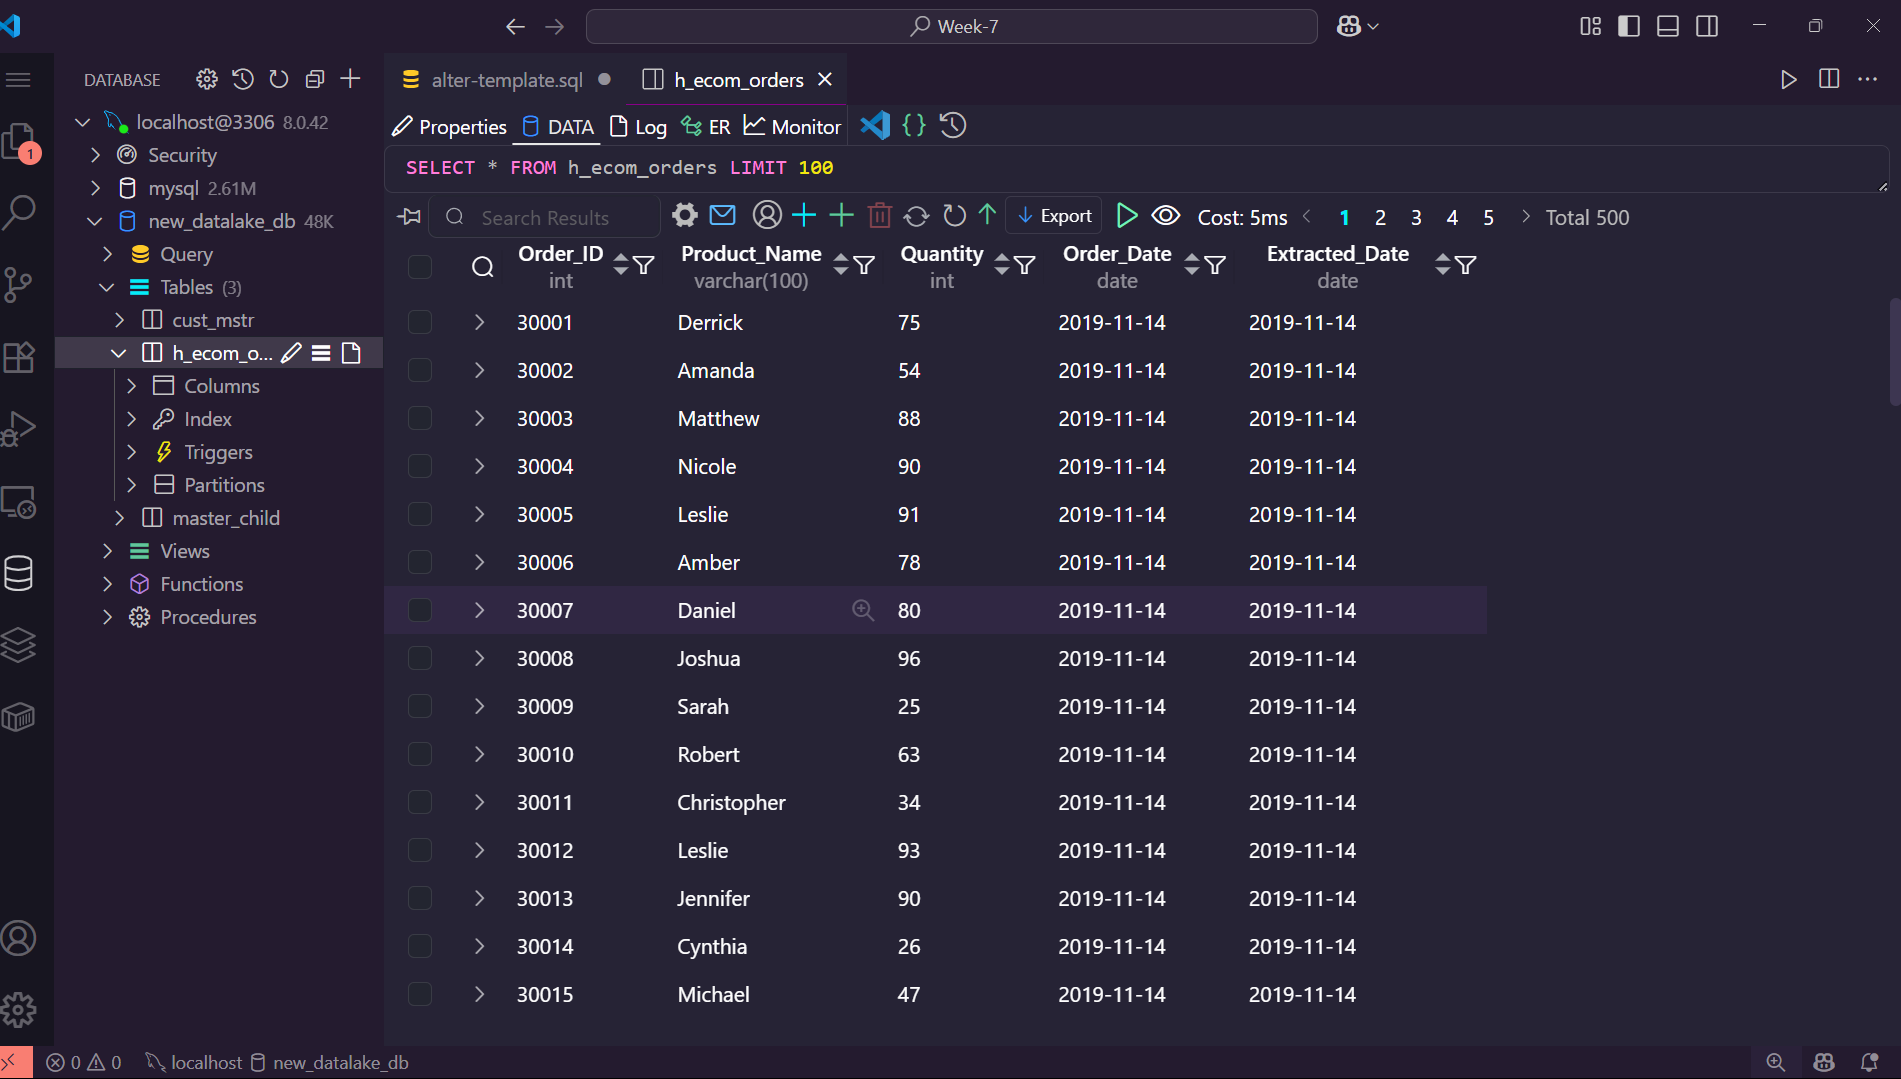 Week-7
DATABASE
alter-template.sql
h_ecom_orders
localhost@3306 8.0.42
Security
mysql 2.61M
new_datalake_db 48K
Query
Tables (3)
cust_mstr
h_ecom_o...
Columns
Index
Triggers
Partitions
master_child
Views
Functions
Procedures
1
Properties DATA Log ER Monitor
SELECT * FROM h_ecom_orders LIMIT 100
Search Results Export Cost: 5ms 1 2 3 4 5 Total 500
Order_ID Product_Name Quantity Order_Date Extracted_Date
int varchar(100) int date date
30001 Derrick 75 2019-11-14 2019-11-14
30002 Amanda 54 2019-11-14 2019-11-14
30003 Matthew 88 2019-11-14 2019-11-14
30004 Nicole 90 2019-11-14 2019-11-14
30005 Leslie 91 2019-11-14 2019-11-14
30006 Amber 78 2019-11-14 2019-11-14
30007 Daniel 80 2019-11-14 2019-11-14
30008 Joshua 96 2019-11-14 2019-11-14
30009 Sarah 25 2019-11-14 2019-11-14
30010 Robert 63 2019-11-14 2019-11-14
30011 Christopher 34 2019-11-14 2019-11-14
30012 Leslie 93 2019-11-14 2019-11-14
30013 Jennifer 90 2019-11-14 2019-11-14
30014 Cynthia 26 2019-11-14 2019-11-14
30015 Michael 47 2019-11-14 2019-11-14
0 0 localhost new_datalake_db